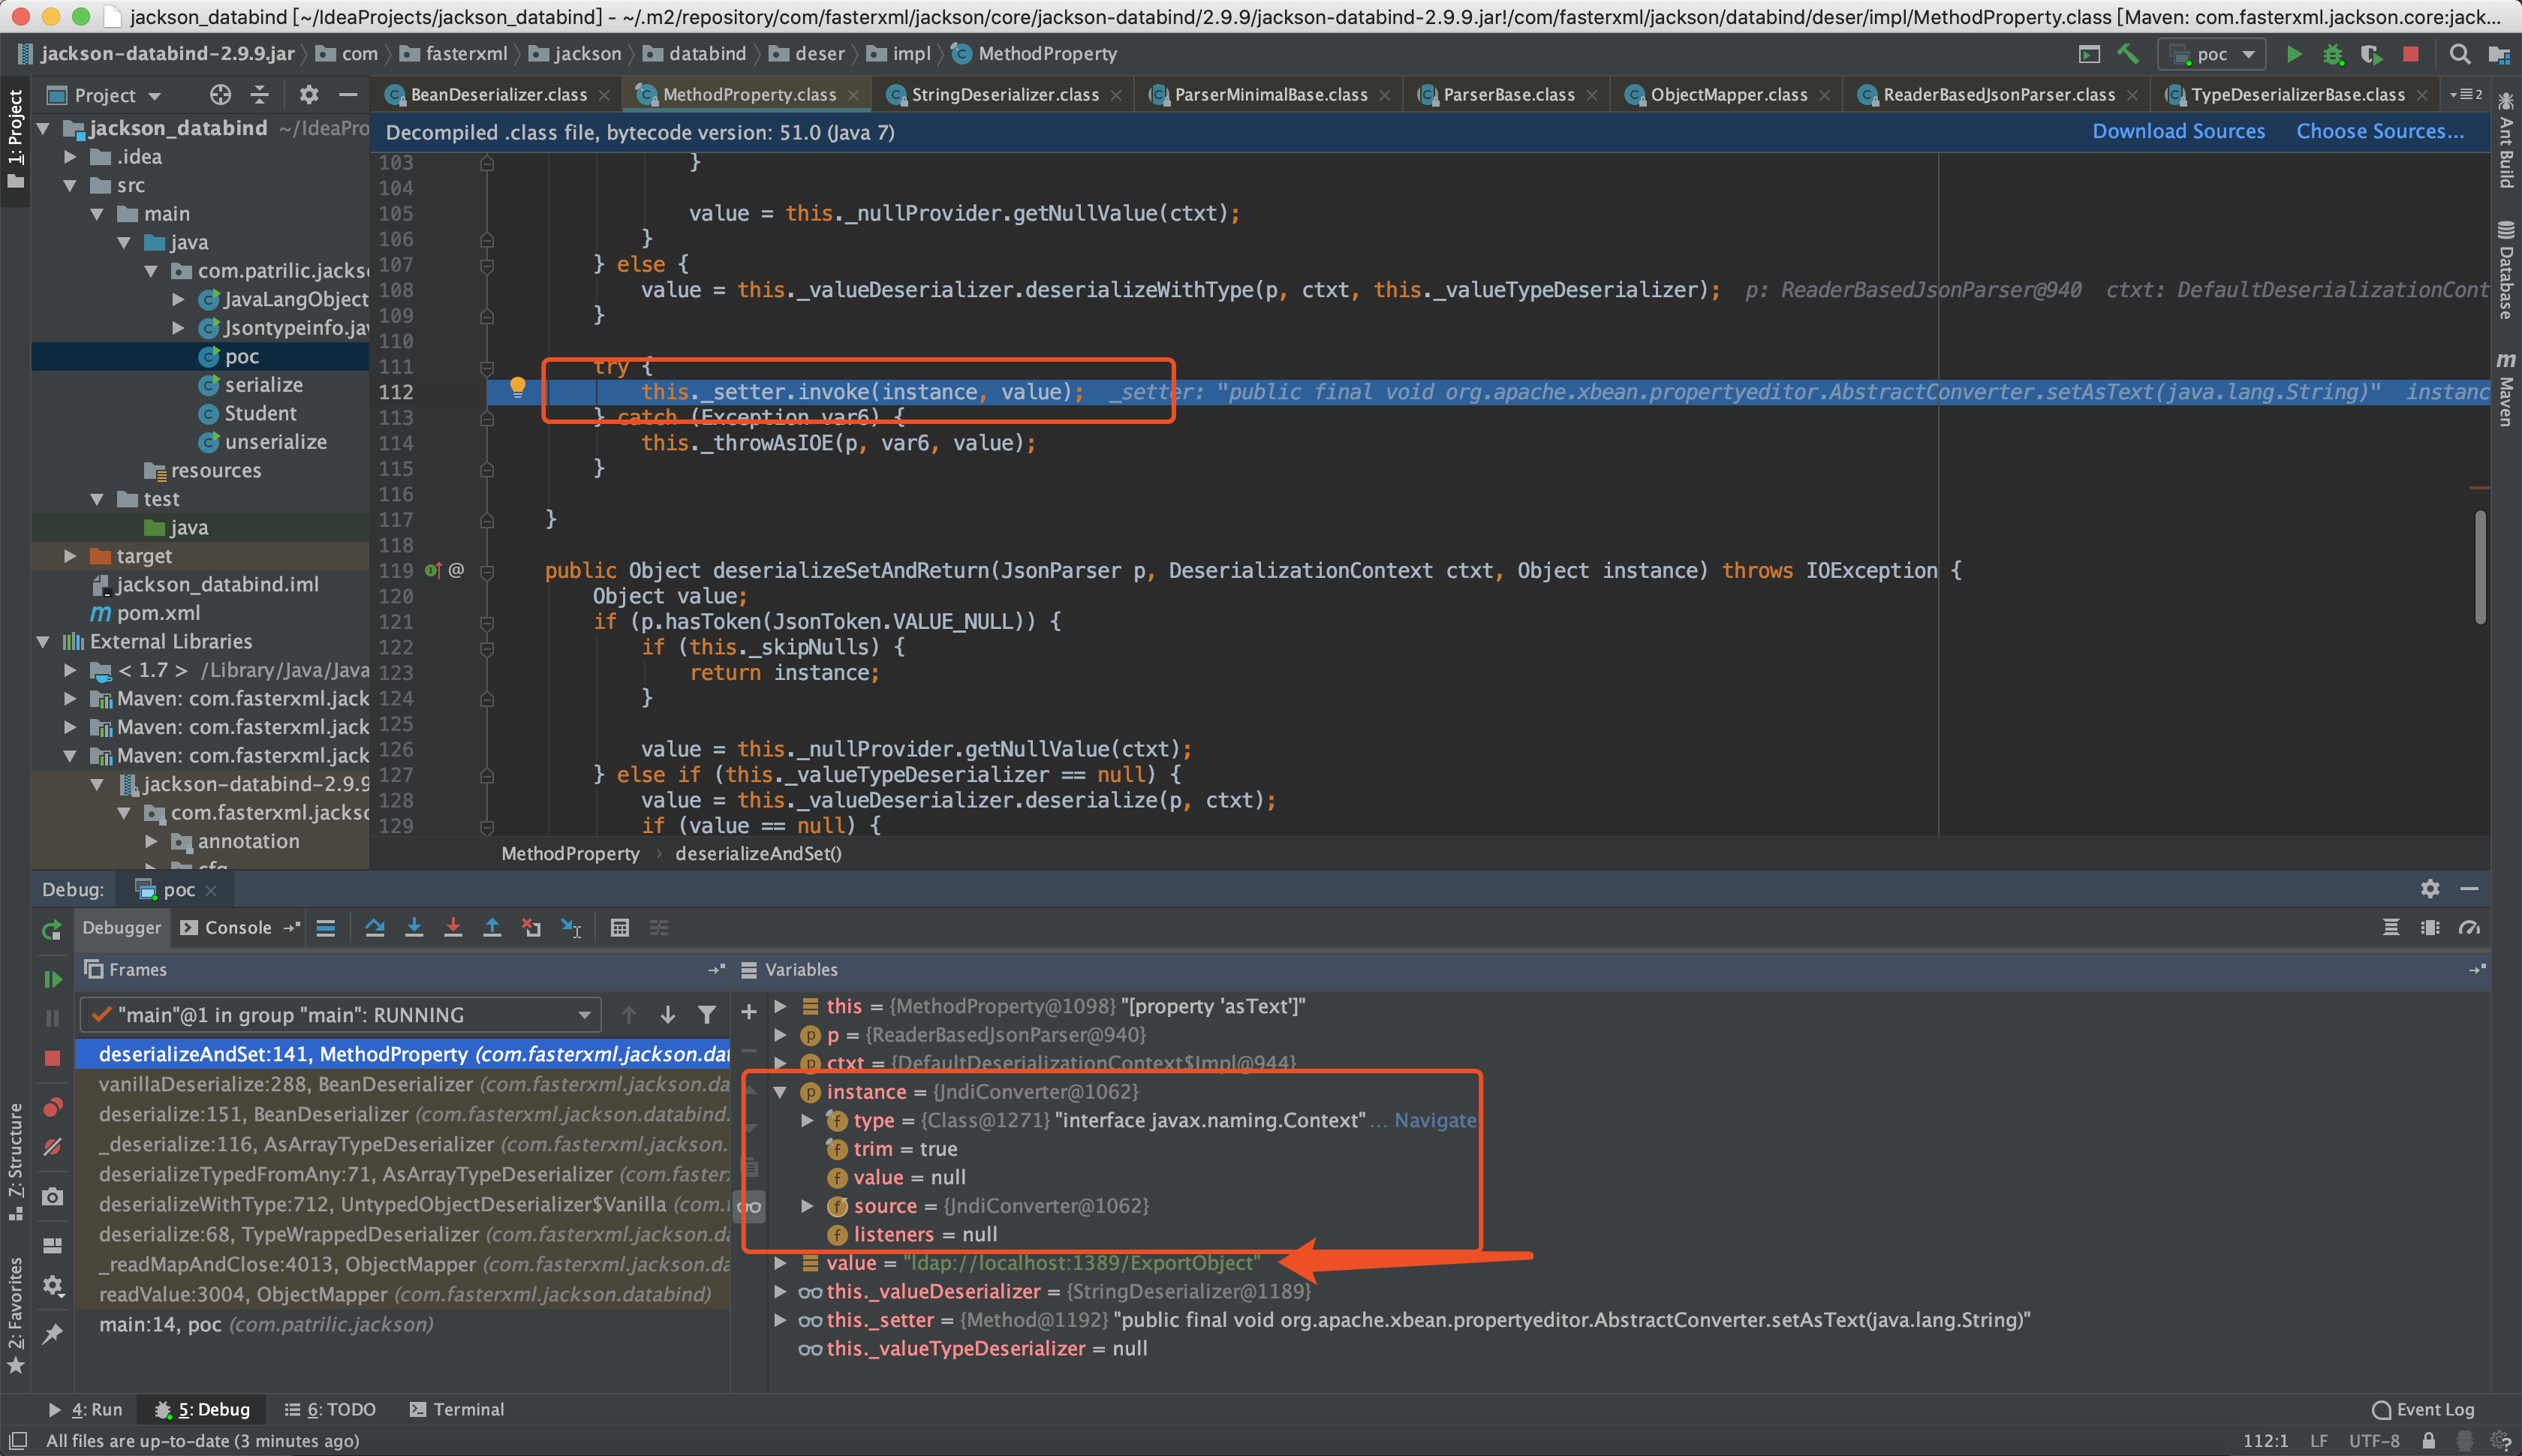 jackson_databind [~/IdeaProjects/jackson_databind] - ~/.m2/repository/com/fasterxml/jackson/core/jackson-databind/2.9.9/jackson-databind-2.9.9.jar!/com/fasterxml/jackson/databind/deser/impl/MethodProperty.class [Maven: com.fasterxml.jackson.core:jack...
jackson-databind-2.9.9.jar com fasterxml jackson databind deser impl MethodProperty poc
Project
BeanDeserializer.class MethodProperty.class StringDeserializer.class ParserMinimalBase.class ParserBase.class ObjectMapper.class ReaderBasedJsonParser.class TypeDeserializerBase.class 2
1: Project
Z: Structure
2: Favorites
Ant Build
Database
Maven
jackson_databind ~/IdeaPro
.idea
src
main
java
com.patrilic.jacks
JavaLangObject
Jsontypeinfo.ja
poc
serialize
Student
unserialize
resources
test
java
target
jackson_databind.iml
pom.xml
External Libraries
< 1.7 > /Library/Java/Java
Maven: com.fasterxml.jack
Maven: com.fasterxml.jack
Maven: com.fasterxml.jack
jackson-databind-2.9.9
com.fasterxml.jacks
annotation
cfg
Decompiled .class file, bytecode version: 51.0 (Java 7) Download Sources Choose Sources...
103 }
104
105 value = this._nullProvider.getNullValue(ctxt);
106 }
107 } else {
108 value = this._valueDeserializer.deserializeWithType(p, ctxt, this._valueTypeDeserializer); p: ReaderBasedJsonParser@940 ctxt: DefaultDeserializationCont
109 }
110
111 try {
112 this._setter.invoke(instance, value); _setter: "public final void org.apache.xbean.propertyeditor.AbstractConverter.setAsText(java.lang.String)" instanc
113 } catch (Exception var6) {
114 this._throwAsIOE(p, var6, value);
115 }
116
117 }
118
119 @ public Object deserializeSetAndReturn(JsonParser p, DeserializationContext ctxt, Object instance) throws IOException {
120 Object value;
121 if (p.hasToken(JsonToken.VALUE_NULL)) {
122 if (this._skipNulls) {
123 return instance;
124 }
125
126 value = this._nullProvider.getNullValue(ctxt);
127 } else if (this._valueTypeDeserializer == null) {
128 value = this._valueDeserializer.deserialize(p, ctxt);
129 if (value == null) {
MethodProperty › deserializeAndSet()
Debug: poc
Debugger Console
Frames
"main"@1 in group "main": RUNNING
deserializeAndSet:141, MethodProperty (com.fasterxml.jackson.dat
vanillaDeserialize:288, BeanDeserializer (com.fasterxml.jackson.da
deserialize:151, BeanDeserializer (com.fasterxml.jackson.databind.
_deserialize:116, AsArrayTypeDeserializer (com.fasterxml.jackson.
deserializeTypedFromAny:71, AsArrayTypeDeserializer (com.faster
deserializeWithType:712, UntypedObjectDeserializer$Vanilla (com.
deserialize:68, TypeWrappedDeserializer (com.fasterxml.jackson.da
_readMapAndClose:4013, ObjectMapper (com.fasterxml.jackson.da
readValue:3004, ObjectMapper (com.fasterxml.jackson.databind)
main:14, poc (com.patrilic.jackson)
Variables
this = {MethodProperty@1098} "[property 'asText']"
p = {ReaderBasedJsonParser@940}
ctxt = {DefaultDeserializationContext$Impl@944}
instance = {JndiConverter@1062}
type = {Class@1271} "interface javax.naming.Context" ... Navigate
trim = true
value = null
source = {JndiConverter@1062}
listeners = null
value = "ldap://localhost:1389/ExportObject"
this._valueDeserializer = {StringDeserializer@1189}
this._setter = {Method@1192} "public final void org.apache.xbean.propertyeditor.AbstractConverter.setAsText(java.lang.String)"
this._valueTypeDeserializer = null
4: Run 5: Debug 6: TODO Terminal Event Log
All files are up-to-date (3 minutes ago) 112:1 LF UTF-8